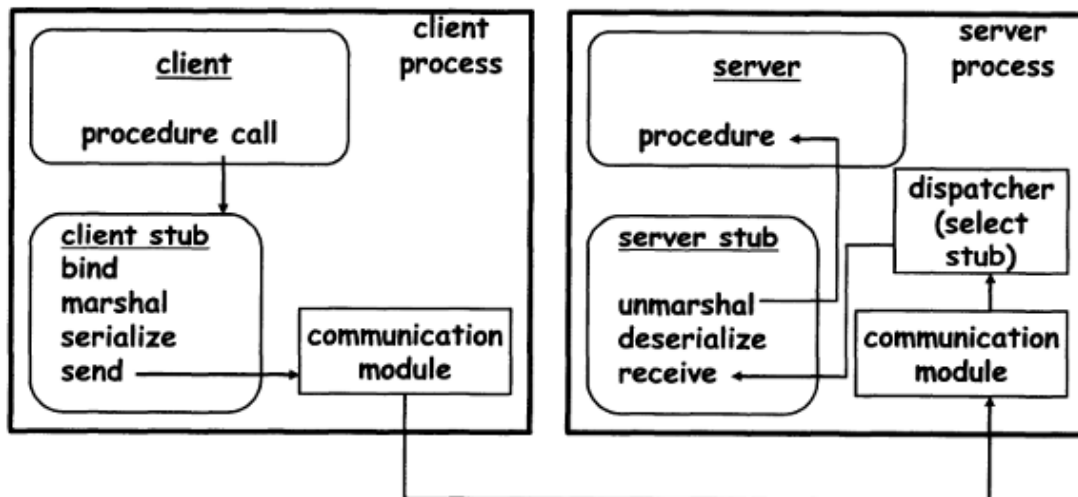 client
process
client
procedure call
client stub
bind
marshal
serialize
send
communication
module
server
process
server
procedure
dispatcher
(select
stub)
server stub
unmarshal
deserialize
receive
communication
module